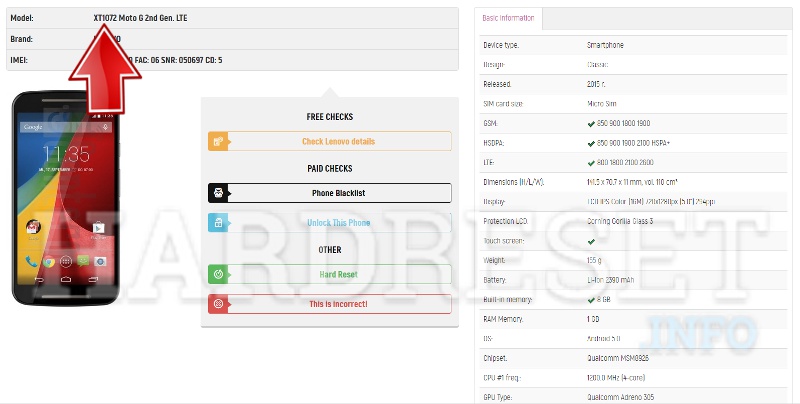 Model: XT1072 Moto G 2nd Gen. LTE
Brand:
IMEI: FAC: 06 SNR: 050697 CD: 5
Google
11:35
FREE CHECKS
Check Lenovo details
PAID CHECKS
Phone Blacklist
Unlock This Phone
OTHER
Hard Reset
This is incorrect!
Basic information
Device type: Smartphone
Design: Classic
Released: 2015 r.
SIM card size: Micro Sim
GSM: ✔ 850 900 1800 1900
HSDPA: ✔ 850 900 1900 2100 HSPA+
LTE: ✔ 800 1800 2100 2600
Dimensions (H/L/W): 141.5 x 70.7 x 11 mm, vol. 110 cm³
Display: LCD IPS Color (16M) 720x1280px (5.0") 294ppi
Protection LCD: Corning Gorilla Glass 3
Touch screen: ✔
Weight: 155 g
Battery: Li-Ion 2390 mAh
Built-in memory: ✔ 8 GB
RAM Memory: 1 GB
OS: Android 5.0
Chipset: Qualcomm MSM8926
CPU #1 freq.: 1200.0 MHz (4-core)
GPU Type: Qualcomm Adreno 305
HARDRESET
.INFO